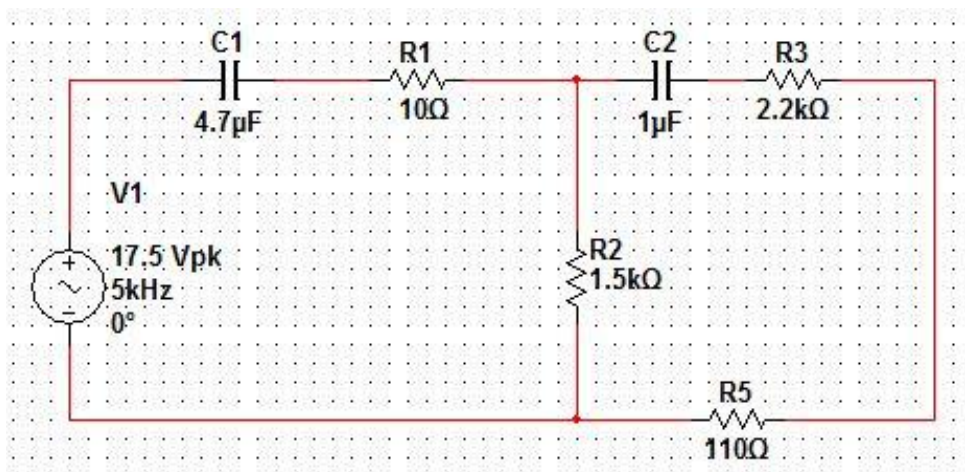 C1
4.7µF
R1
10Ω
C2
1µF
R3
2.2kΩ
V1
17.5 Vpk
5kHz
0°
R2
1.5kΩ
R5
110Ω